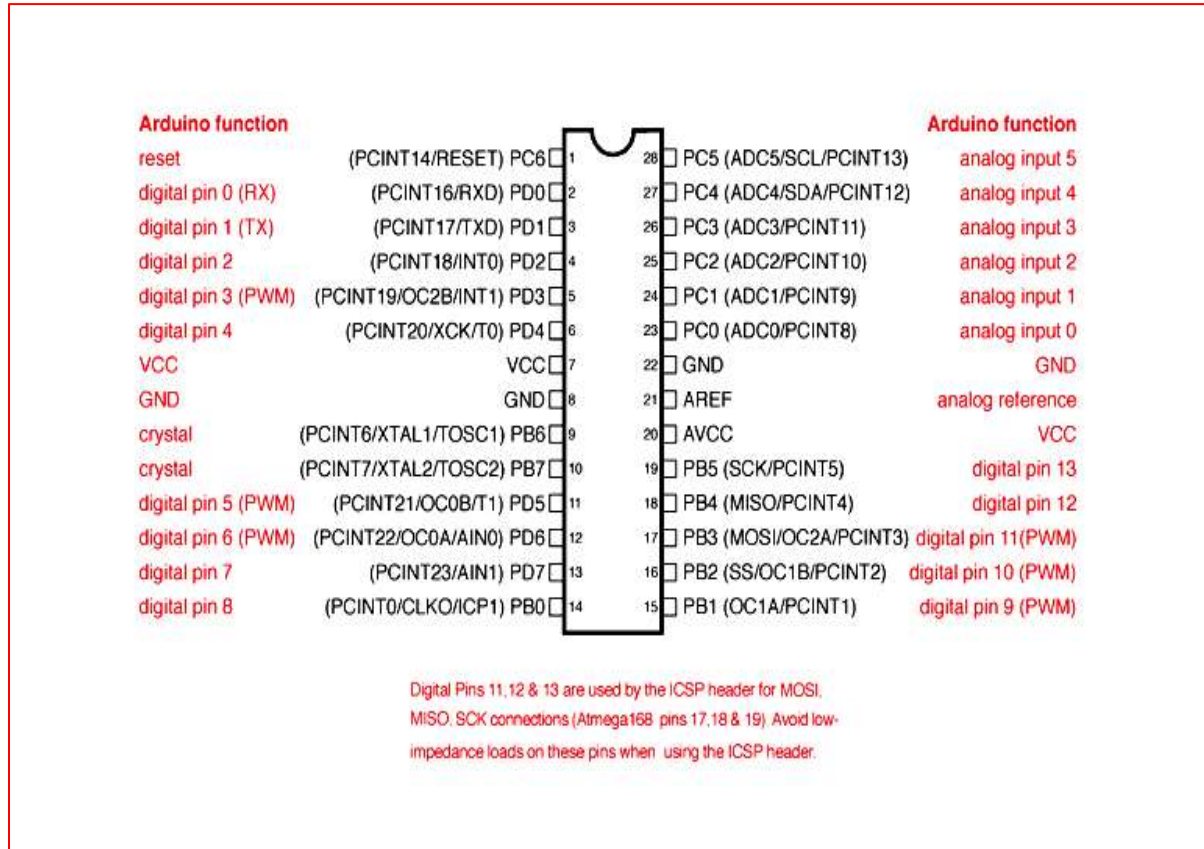 Arduino function Arduino function
reset (PCINT14/RESET) PC6 1 28 PC5 (ADC5/SCL/PCINT13) analog input 5
digital pin 0 (RX) (PCINT16/RXD) PD0 2 27 PC4 (ADC4/SDA/PCINT12) analog input 4
digital pin 1 (TX) (PCINT17/TXD) PD1 3 26 PC3 (ADC3/PCINT11) analog input 3
digital pin 2 (PCINT18/INT0) PD2 4 25 PC2 (ADC2/PCINT10) analog input 2
digital pin 3 (PWM) (PCINT19/OC2B/INT1) PD3 5 24 PC1 (ADC1/PCINT9) analog input 1
digital pin 4 (PCINT20/XCK/T0) PD4 6 23 PC0 (ADC0/PCINT8) analog input 0
VCC VCC 7 22 GND GND
GND GND 8 21 AREF analog reference
crystal (PCINT6/XTAL1/TOSC1) PB6 9 20 AVCC VCC
crystal (PCINT7/XTAL2/TOSC2) PB7 10 19 PB5 (SCK/PCINT5) digital pin 13
digital pin 5 (PWM) (PCINT21/OC0B/T1) PD5 11 18 PB4 (MISO/PCINT4) digital pin 12
digital pin 6 (PWM) (PCINT22/OC0A/AIN0) PD6 12 17 PB3 (MOSI/OC2A/PCINT3) digital pin 11(PWM)
digital pin 7 (PCINT23/AIN1) PD7 13 16 PB2 (SS/OC1B/PCINT2) digital pin 10 (PWM)
digital pin 8 (PCINT0/CLKO/ICP1) PB0 14 15 PB1 (OC1A/PCINT1) digital pin 9 (PWM)
Digital Pins 11,12 & 13 are used by the ICSP header for MOSI,
MISO, SCK connections (Atmega168 pins 17,18 & 19) Avoid low-
impedance loads on these pins when using the ICSP header.